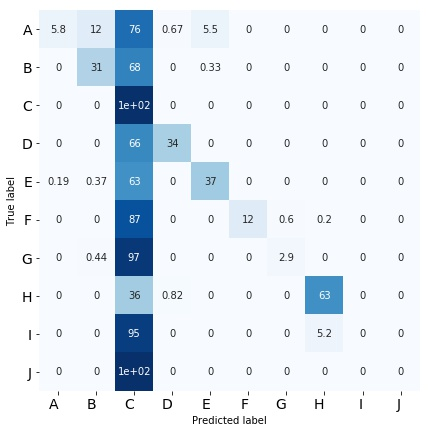 A 5.8 12 76 0.67 5.5 0 0 0 0 0
B 0 31 68 0 0.33 0 0 0 0 0
C 0 0 1e+02 0 0 0 0 0 0 0
D 0 0 66 34 0 0 0 0 0 0
E 0.19 0.37 63 0 37 0 0 0 0 0
F 0 0 87 0 0 12 0.6 0.2 0 0
G 0 0.44 97 0 0 0 2.9 0 0 0
H 0 0 36 0.82 0 0 0 63 0 0
I 0 0 95 0 0 0 0 5.2 0 0
J 0 0 1e+02 0 0 0 0 0 0 0
A B C D E F G H I J
Predicted label
True label